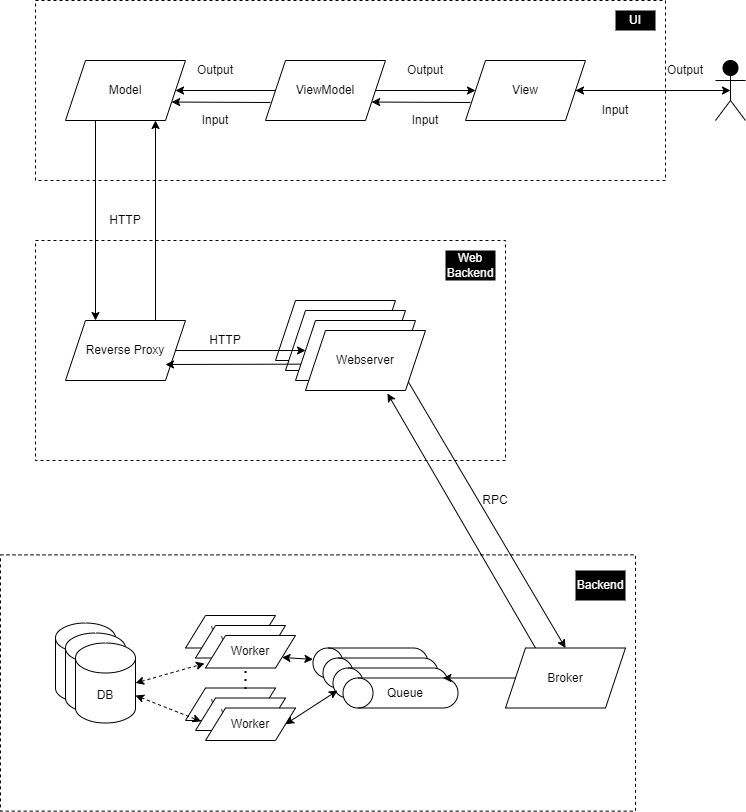 UI
Output
Output
Output
Model
ViewModel
View
Input
Input
Input
HTTP
Web
Backend
Reverse Proxy
HTTP
Webserver
RPC
Backend
Worker
DB
Queue
Broker
Worker